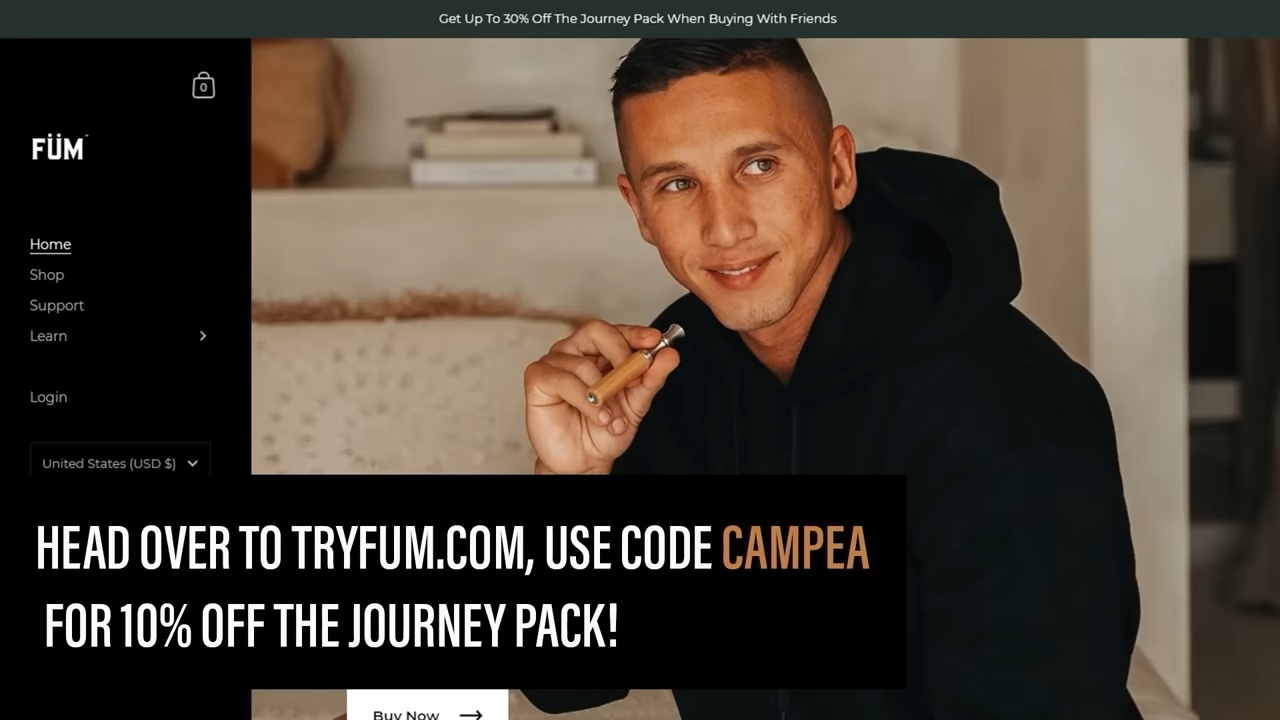 Get Up To 30% Off The Journey Pack When Buying With Friends
0
FÜM
Home
Shop
Support
Learn
Login
United States (USD $)
HEAD OVER TO TRYFUM.COM, USE CODE CAMPEA
FOR 10% OFF THE JOURNEY PACK!
Buy Now